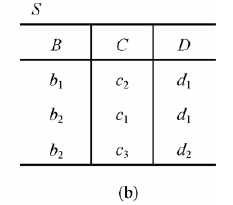 S
B C D
b₁ c₂ d₁
b₂ c₁ d₁
b₂ c₃ d₂
(b)